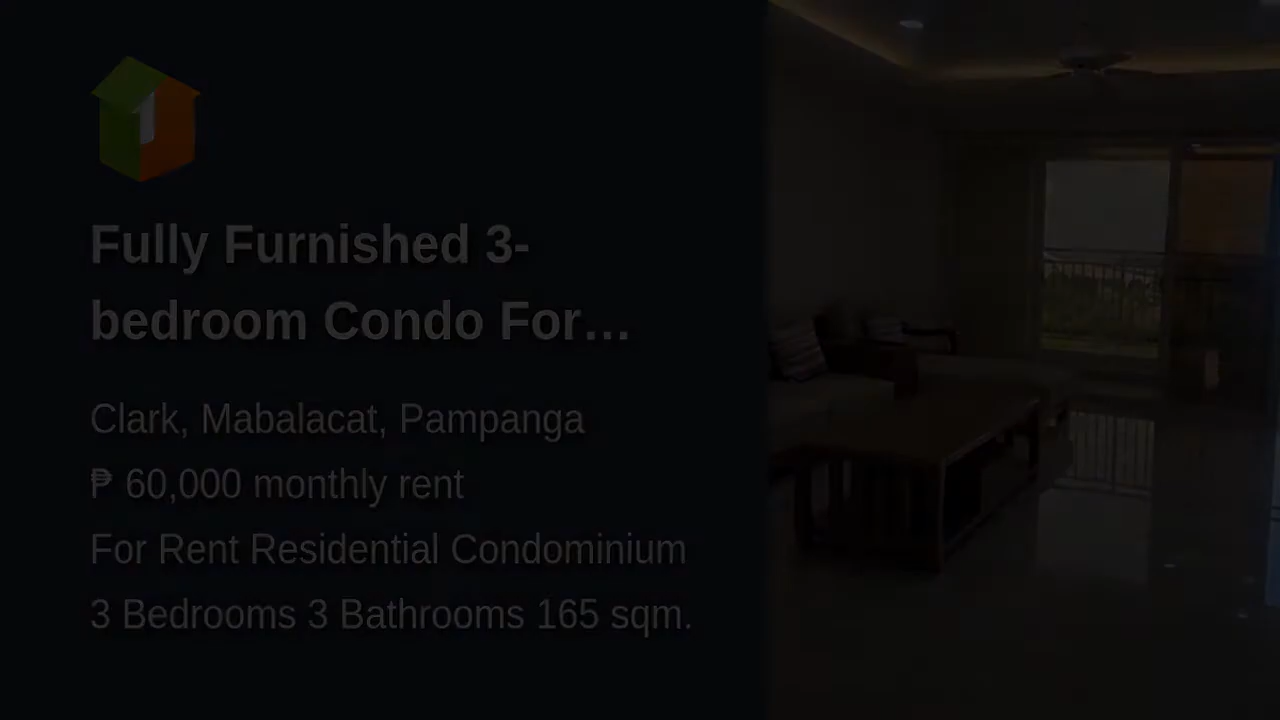 Fully Furnished 3-
bedroom Condo For...
Clark, Mabalacat, Pampanga
₱ 60,000 monthly rent
For Rent Residential Condominium
3 Bedrooms 3 Bathrooms 165 sqm.